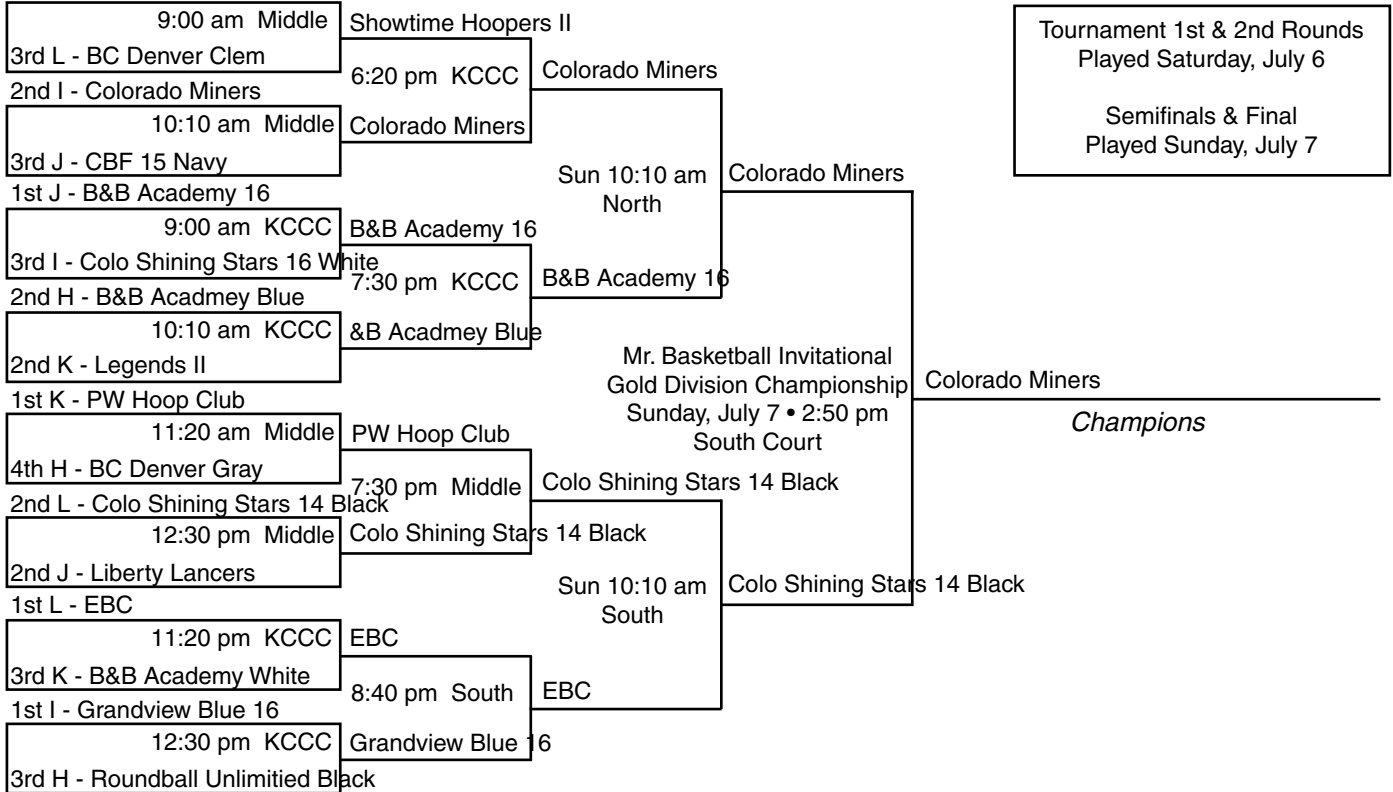 9:00 am Middle
3rd L - BC Denver Clem
2nd I - Colorado Miners
10:10 am Middle
3rd J - CBF 15 Navy
1st J - B&B Academy 16
9:00 am KCCC
3rd I - Colo Shining Stars 16 White
2nd H - B&B Acadmey Blue
10:10 am KCCC
2nd K - Legends II
1st K - PW Hoop Club
11:20 am Middle
4th H - BC Denver Gray
2nd L - Colo Shining Stars 14 Black
12:30 pm Middle
2nd J - Liberty Lancers
1st L - EBC
11:20 pm KCCC
3rd K - B&B Academy White
1st I - Grandview Blue 16
12:30 pm KCCC
3rd H - Roundball Unlimitied Black
Showtime Hoopers II
6:20 pm KCCC
Colorado Miners
B&B Academy 16
7:30 pm KCCC
&B Acadmey Blue
PW Hoop Club
7:30 pm Middle
Colo Shining Stars 14 Black
EBC
8:40 pm South
Grandview Blue 16
Colorado Miners
Sun 10:10 am
North
B&B Academy 16
Colo Shining Stars 14 Black
Sun 10:10 am
South
EBC
Colorado Miners
Mr. Basketball Invitational
Gold Division Championship
Sunday, July 7 • 2:50 pm
South Court
Colo Shining Stars 14 Black
Colorado Miners
Champions
Tournament 1st & 2nd Rounds
Played Saturday, July 6
Semifinals & Final
Played Sunday, July 7